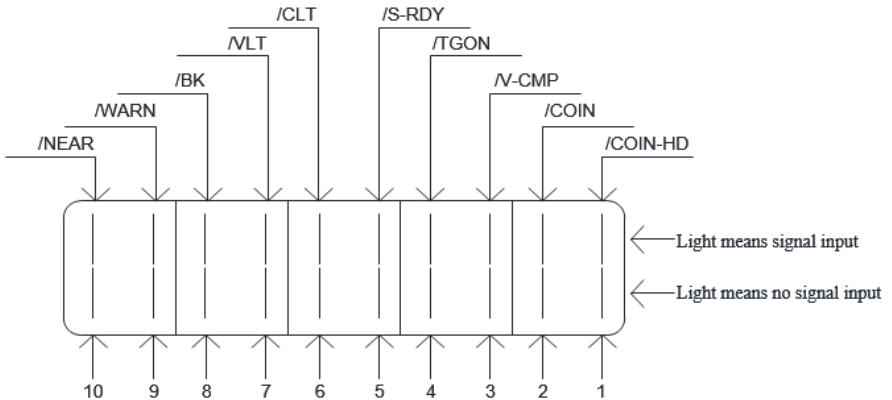 /CLT /S-RDY
/VLT /TGON
/BK /V-CMP
/WARN /COIN
/NEAR /COIN-HD
Light means signal input
Light means no signal input
10 9 8 7 6 5 4 3 2 1